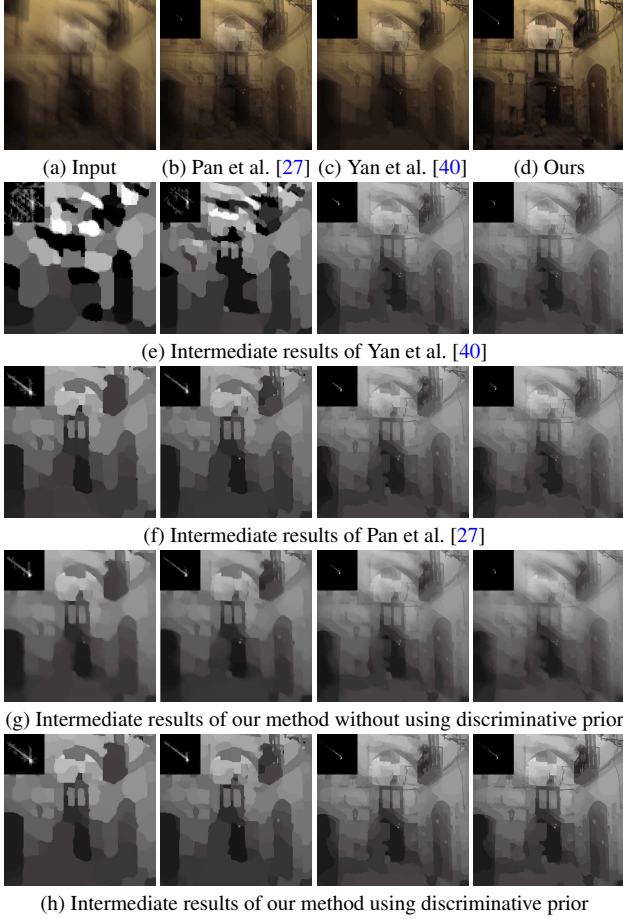 (a) Input (b) Pan et al. [27] (c) Yan et al. [40] (d) Ours
(e) Intermediate results of Yan et al. [40]
(f) Intermediate results of Pan et al. [27]
(g) Intermediate results of our method without using discriminative prior
(h) Intermediate results of our method using discriminative prior